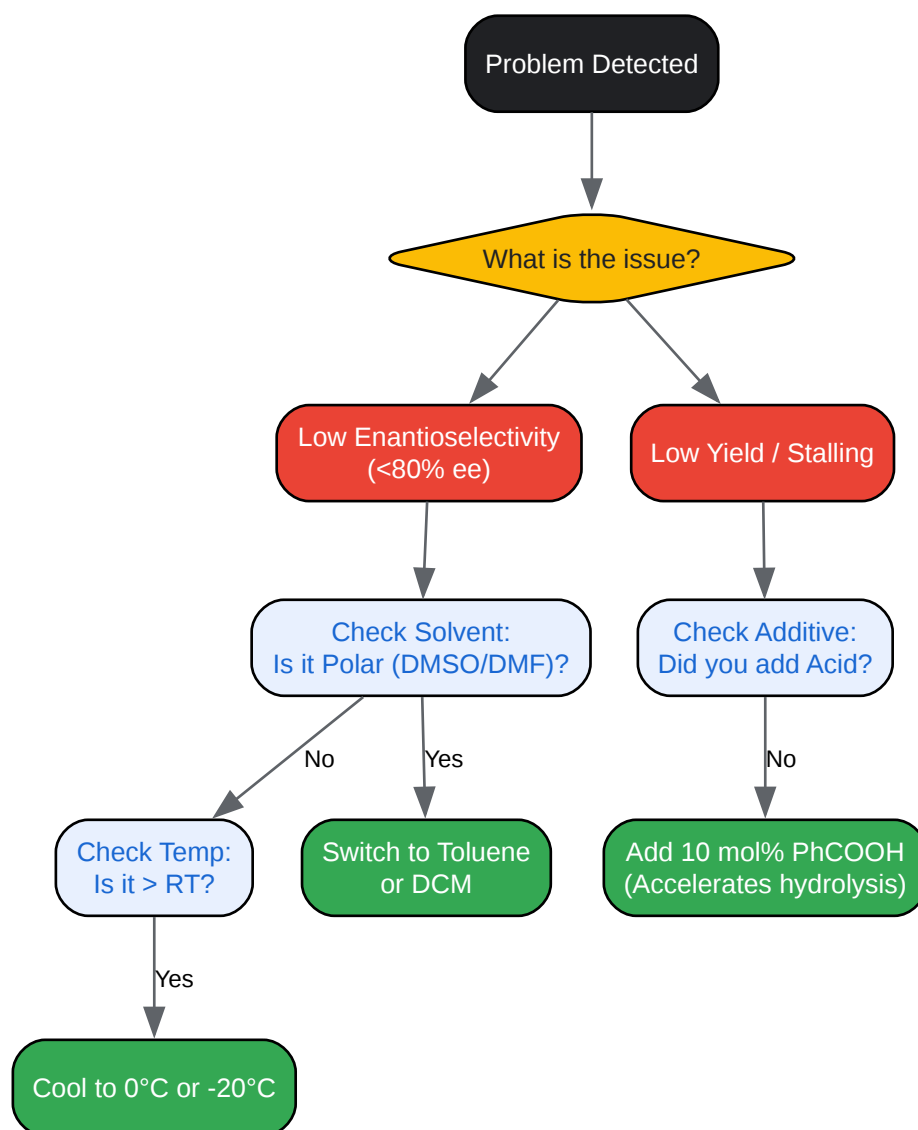 Problem Detected
What is the issue?
Low Enantioselectivity
(<80% ee)
Low Yield / Stalling
Check Solvent:
Is it Polar (DMSO/DMF)?
Check Additive:
Did you add Acid?
No
Yes
No
Check Temp:
Is it > RT?
Switch to Toluene
or DCM
Add 10 mol% PhCOOH
(Accelerates hydrolysis)
Yes
Cool to 0°C or -20°C